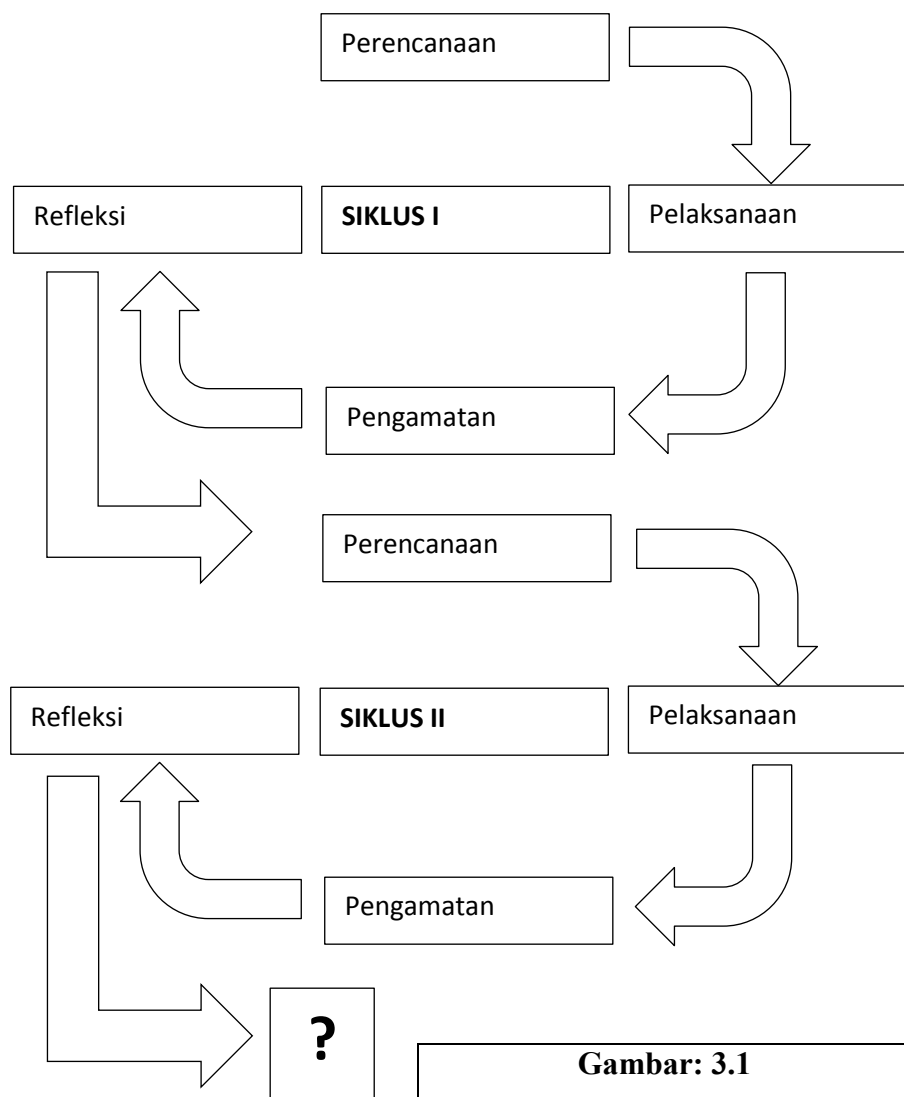 Perencanaan
Refleksi
SIKLUS I
Pelaksanaan
Pengamatan
Perencanaan
Refleksi
SIKLUS II
Pelaksanaan
Pengamatan
?
Gambar: 3.1